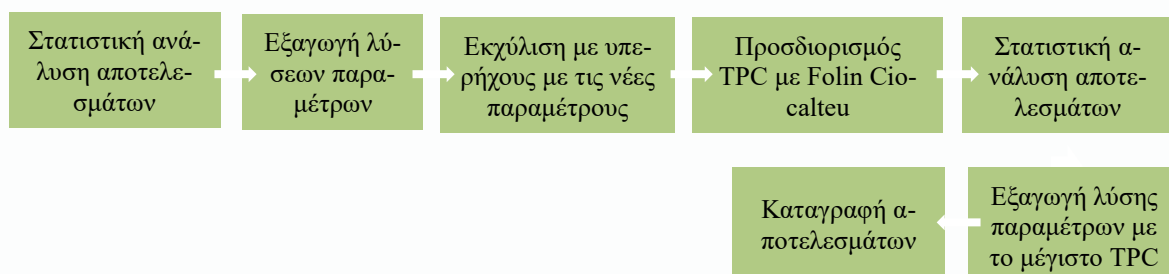 Στατιστική ανά-
λυση αποτελε-
σμάτων
Εξαγωγή λύ-
σεων παρα-
μέτρων
Εκχύλιση με υπε-
ρήχους με τις νέες
παραμέτρους
Προσδιορισμός
TPC με Folin Cio-
calteu
Στατιστική α-
νάλυση αποτε-
λεσμάτων
Εξαγωγή λύσης
παραμέτρων με
το μέγιστο TPC
Καταγραφή α-
ποτελεσμάτων